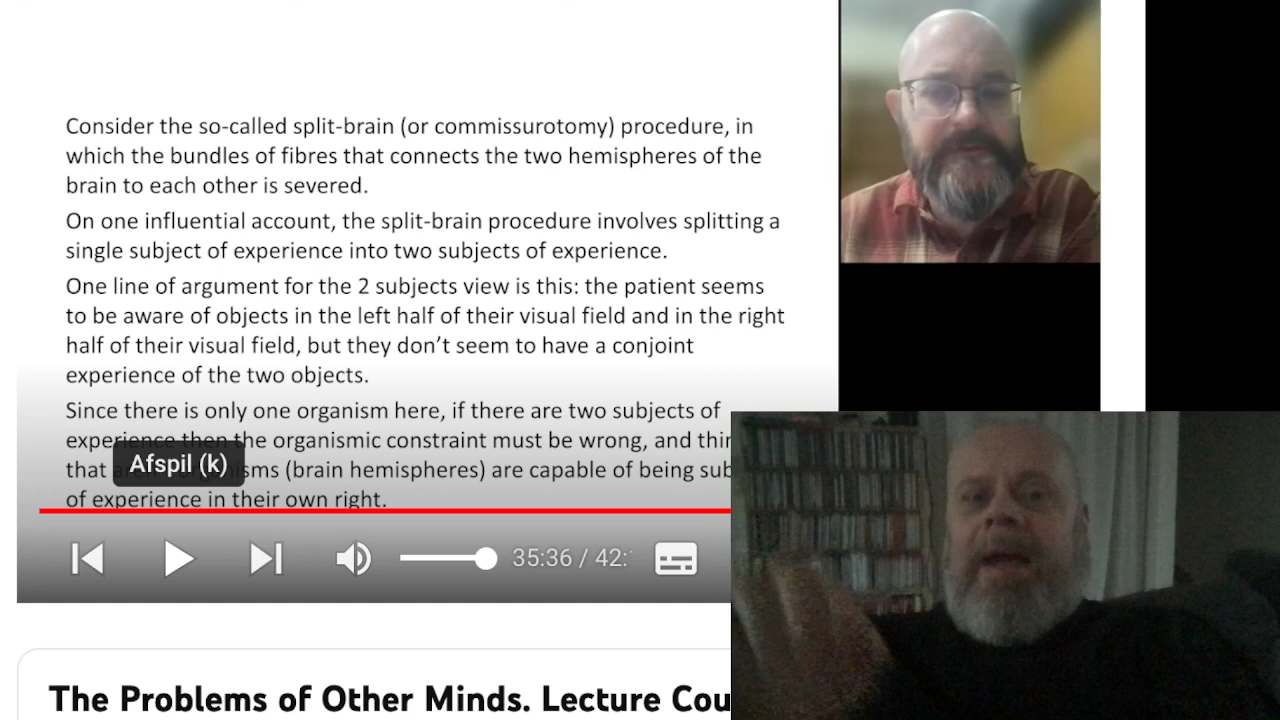 Consider the so-called split-brain (or commissurotomy) procedure, in
which the bundles of fibres that connects the two hemispheres of the
brain to each other is severed.
On one influential account, the split-brain procedure involves splitting a
single subject of experience into two subjects of experience.
One line of argument for the 2 subjects view is this: the patient seems
to be aware of objects in the left half of their visual field and in the right
half of their visual field, but they don't seem to have a conjoint
experience of the two objects.
Since there is only one organism here, if there are two subjects of
experience then the organismic constraint must be wrong, and
that (brain hemispheres) are capable of being
of experience in their own right.
Afspil (k)
35:36 / 42:
The Problems of Other Minds. Lecture